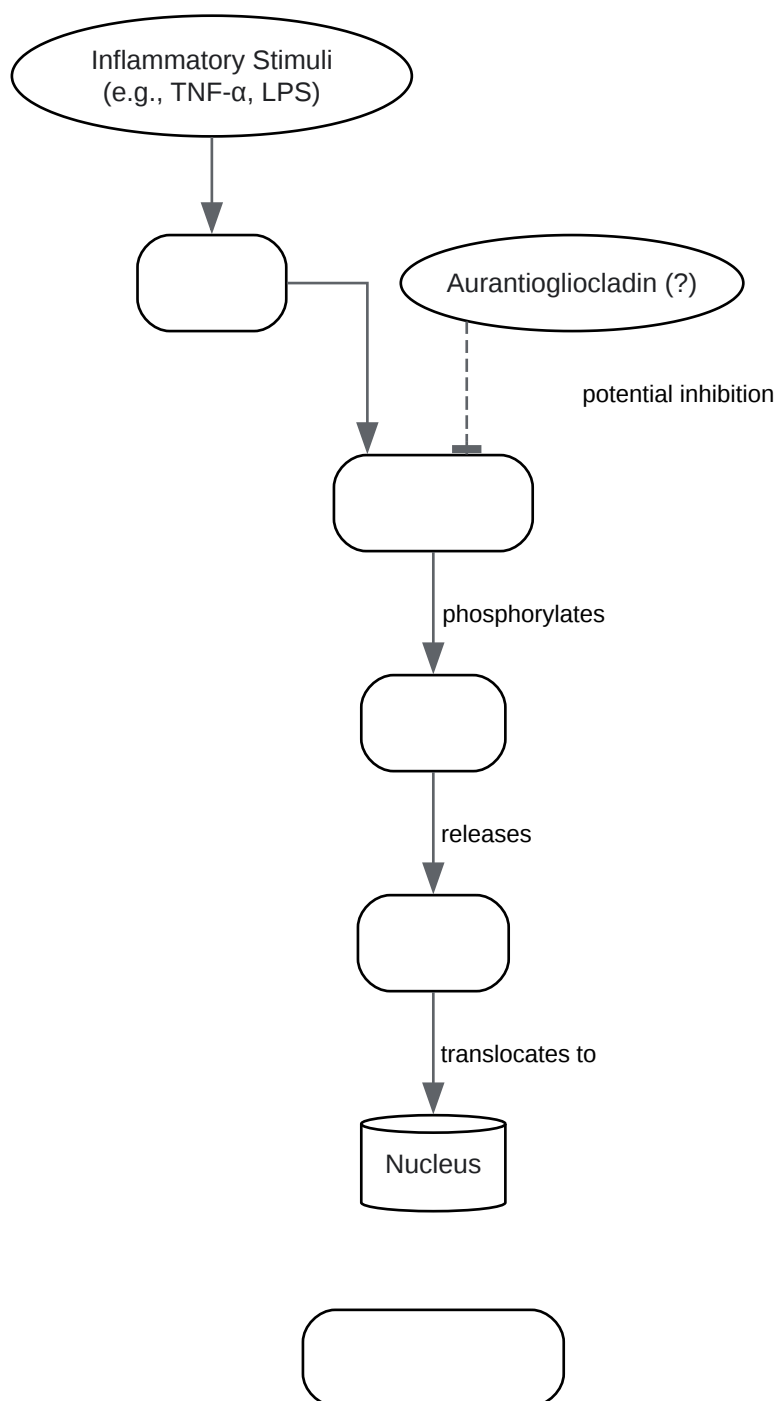 Inflammatory Stimuli
(e.g., TNF-α, LPS)
Aurantiogliocladin (?)
potential inhibition
phosphorylates
releases
translocates to
Nucleus